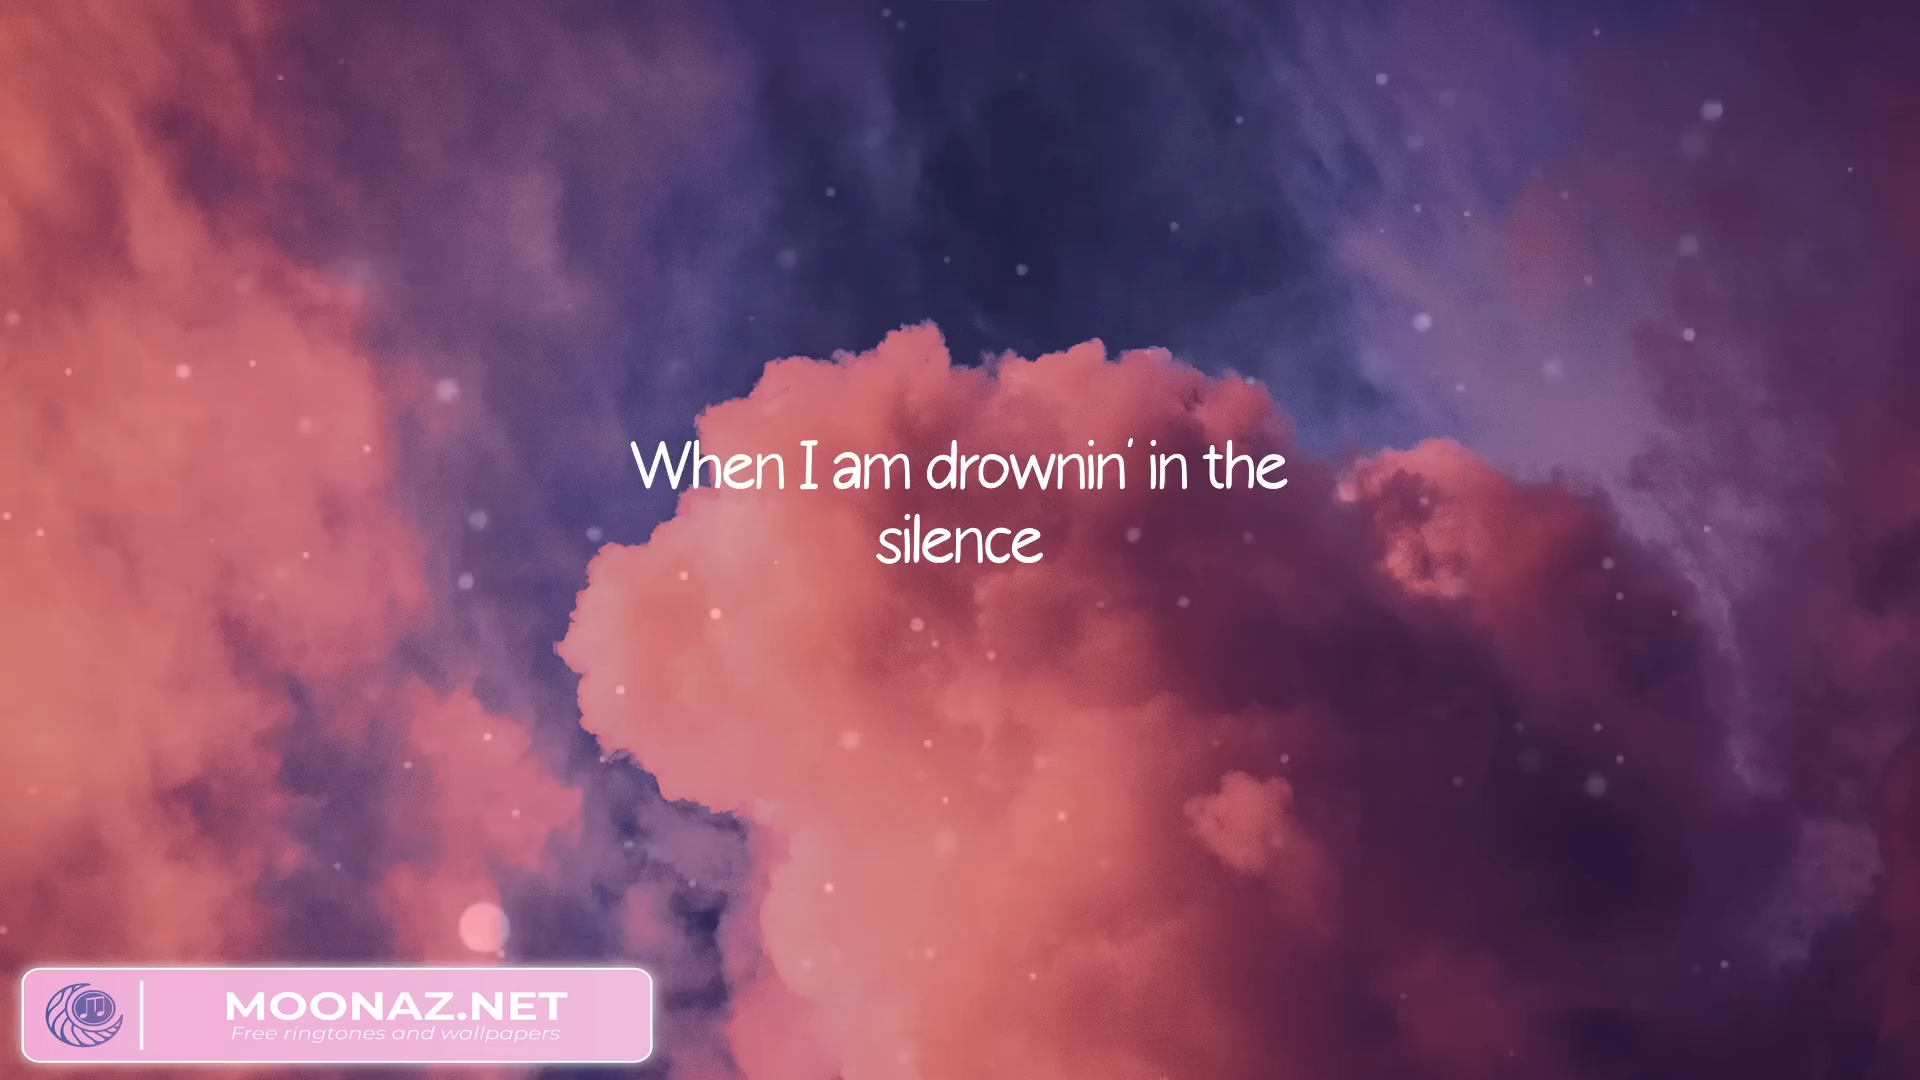 When I am drownin' in the
silence
MOONAZ.NET
Free ringtones and wallpapers